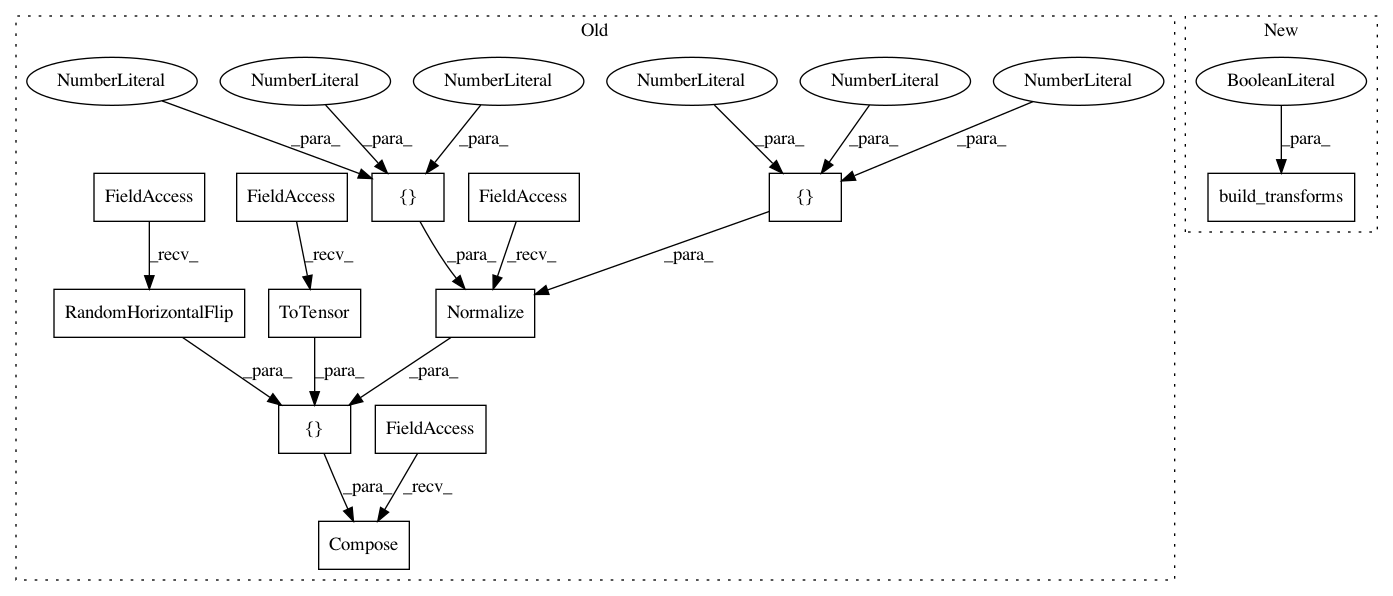 Old
New
NumberLiteral
NumberLiteral
NumberLiteral
NumberLiteral
NumberLiteral
NumberLiteral
BooleanLiteral
_para_
_para_
_para_
_para_
_para_
_para_
_para_
FieldAccess
FieldAccess
{}
FieldAccess
{}
build_transforms
_recv_
_recv_
_para_
_recv_
_para_
RandomHorizontalFlip
ToTensor
Normalize
_para_
_para_
_para_
{}
FieldAccess
_para_
_recv_
Compose